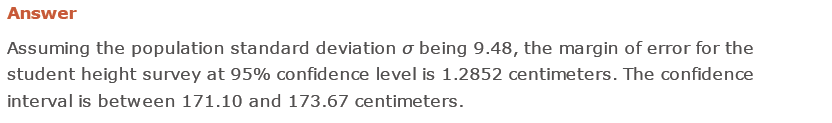 Answer
Assuming the population standard deviation σ being 9.48, the margin of error for the
student height survey at 95% confidence level is 1.2852 centimeters. The confidence
interval is between 171.10 and 173.67 centimeters.